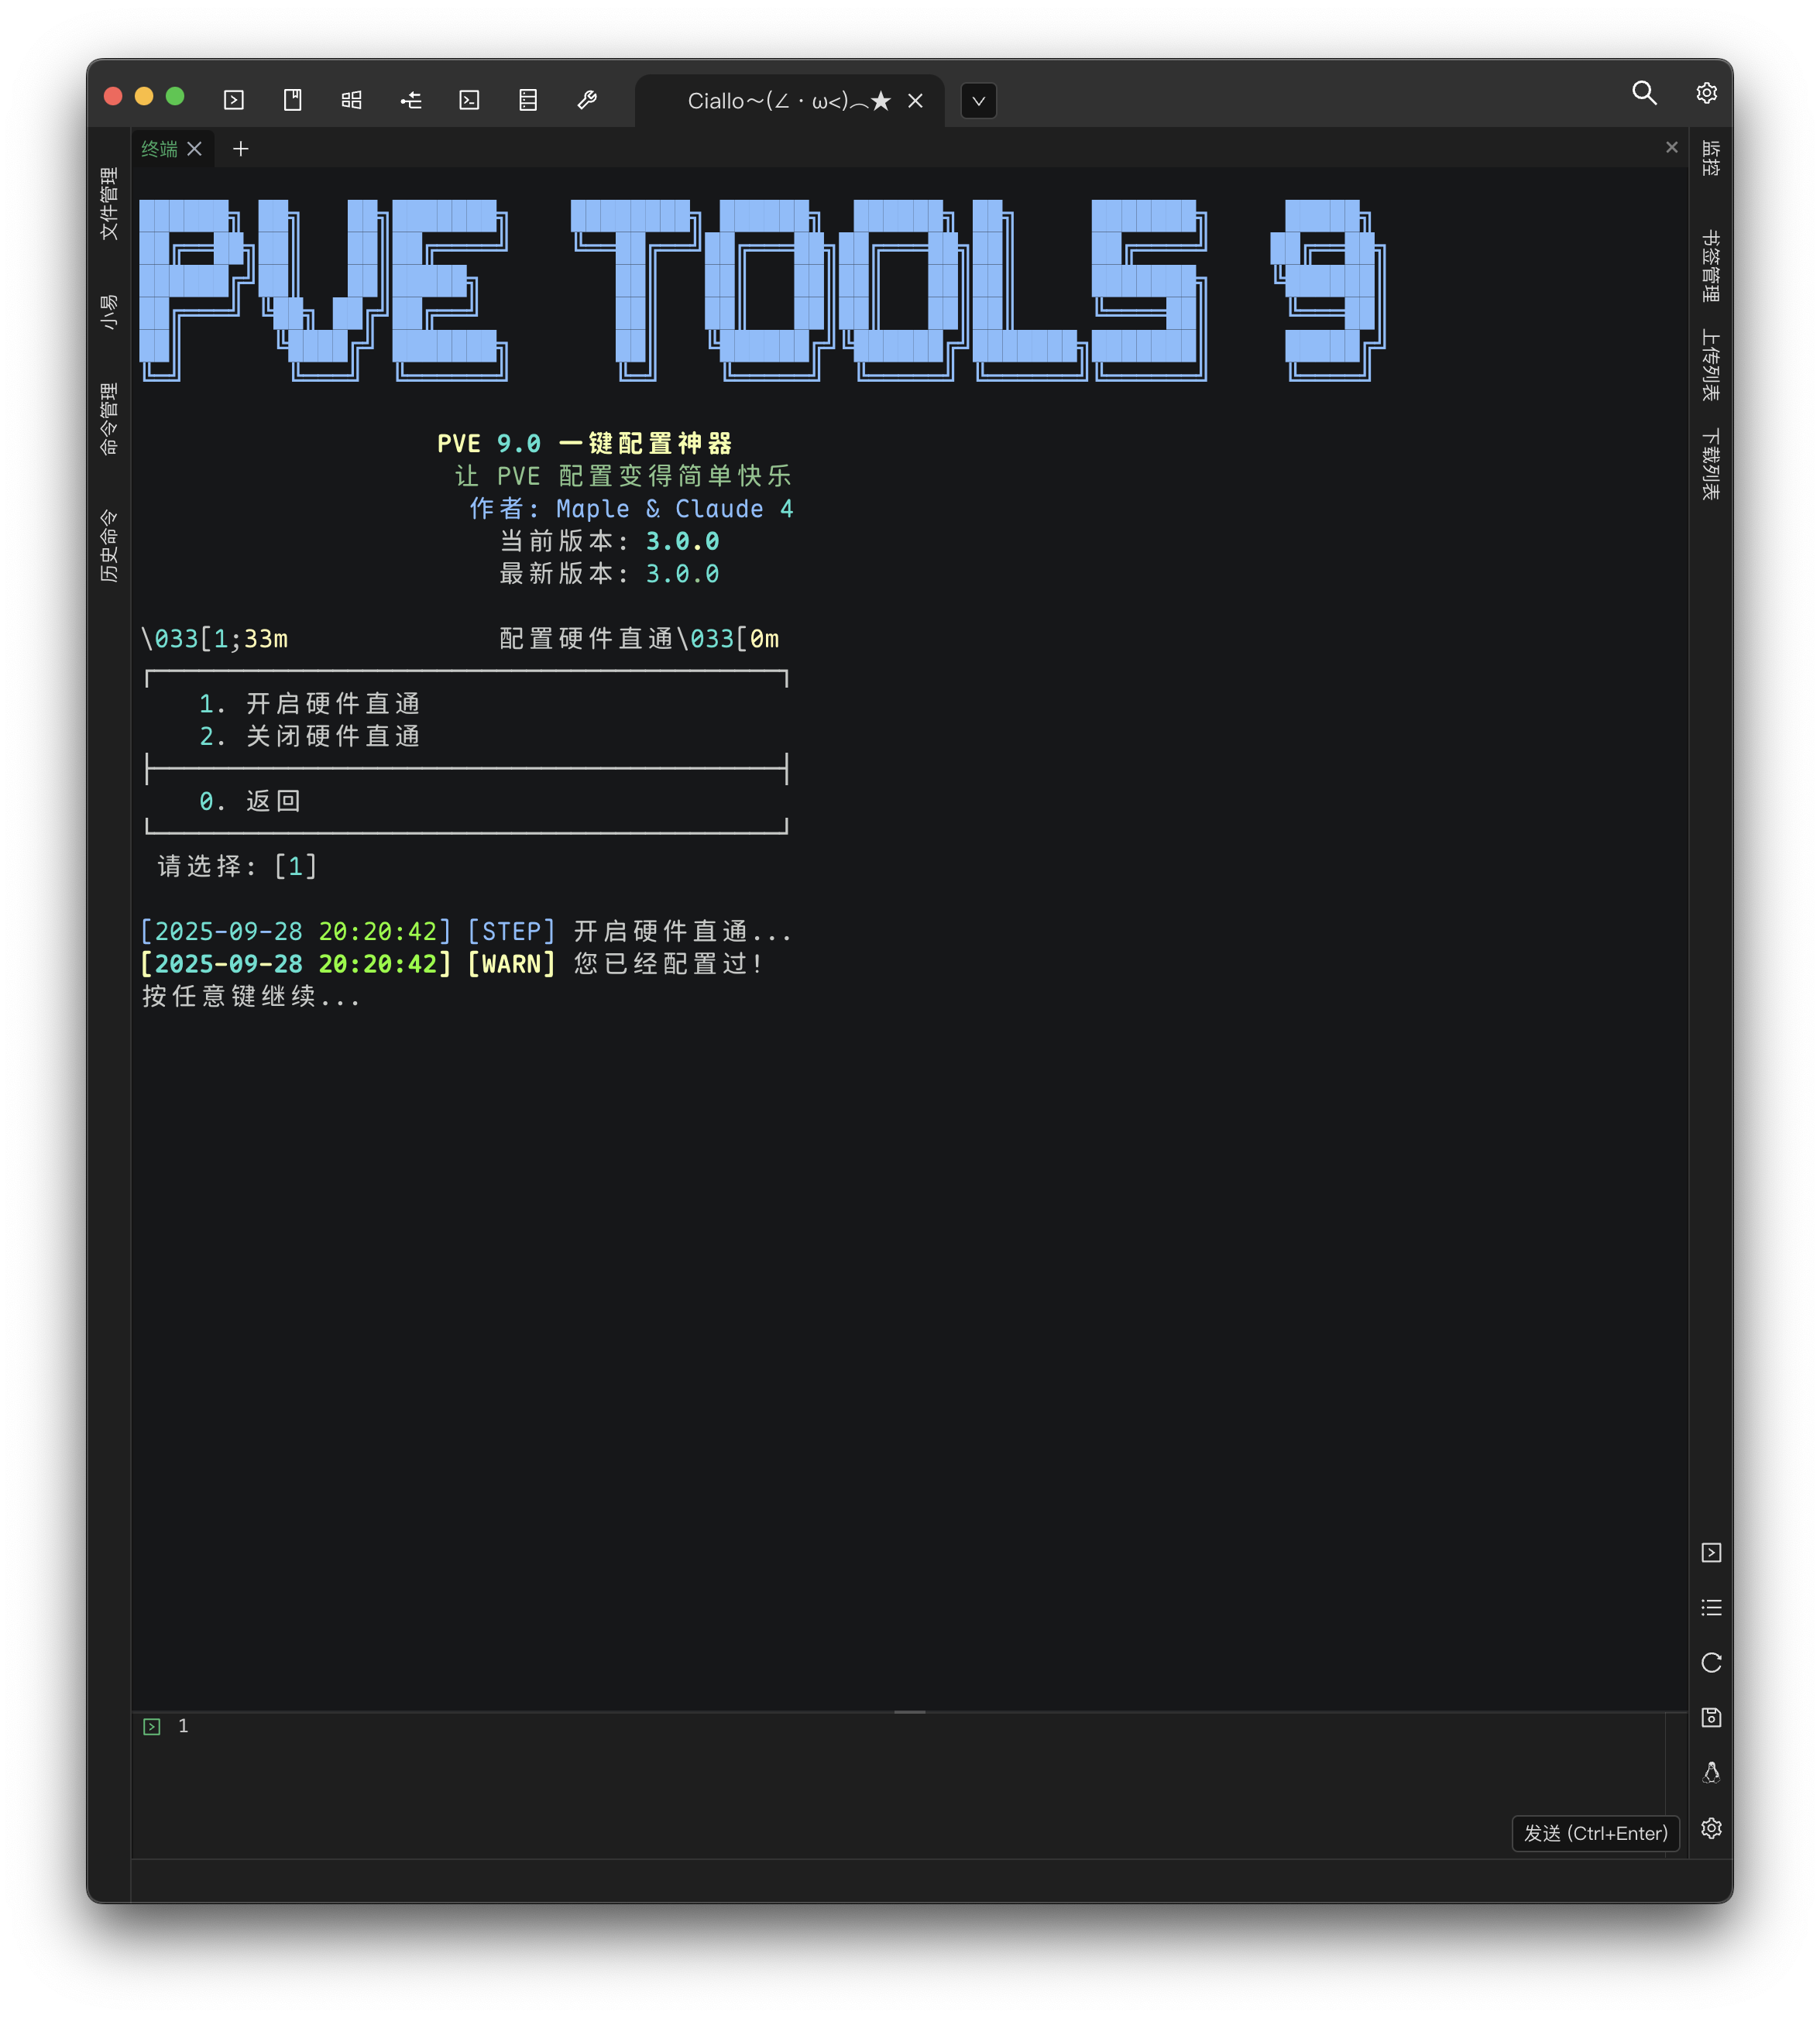 Ciallo～(∠・ω<)⌒★
终端
文件管理
小易
命令管理
历史命令
监控
书签管理
上传列表
下载列表
PVE TOOLS 9
PVE 9.0 一键配置神器
让 PVE 配置变得简单快乐
作者: Maple & Claude 4
当前版本: 3.0.0
最新版本: 3.0.0
\033[1;33m 配置硬件直通\033[0m
1. 开启硬件直通
2. 关闭硬件直通
0. 返回
请选择: [1]
[2025-09-28 20:20:42] [STEP] 开启硬件直通...
[2025-09-28 20:20:42] [WARN] 您已经配置过!
按任意键继续...
1
发送 (Ctrl+Enter)